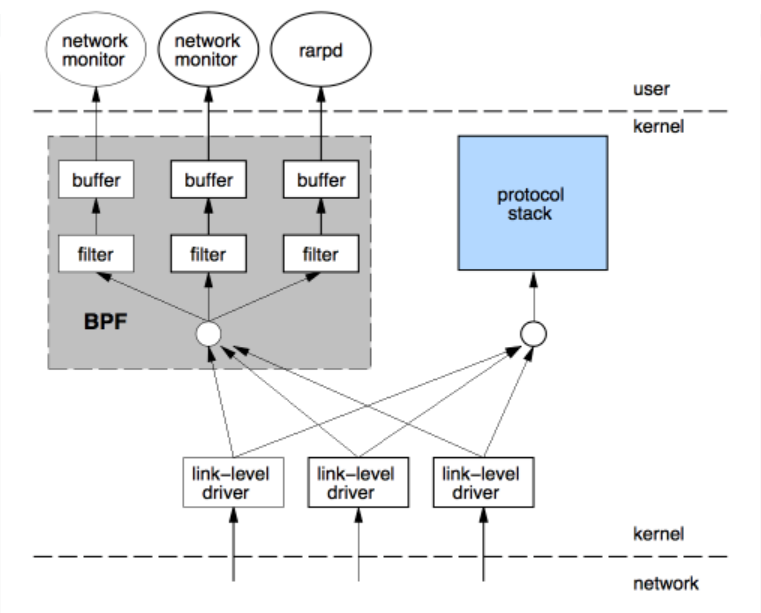 network
monitor
network
monitor
rarpd
user
kernel
buffer
buffer
buffer
protocol
stack
filter
filter
filter
BPF
link–level
driver
link–level
driver
link–level
driver
kernel
network